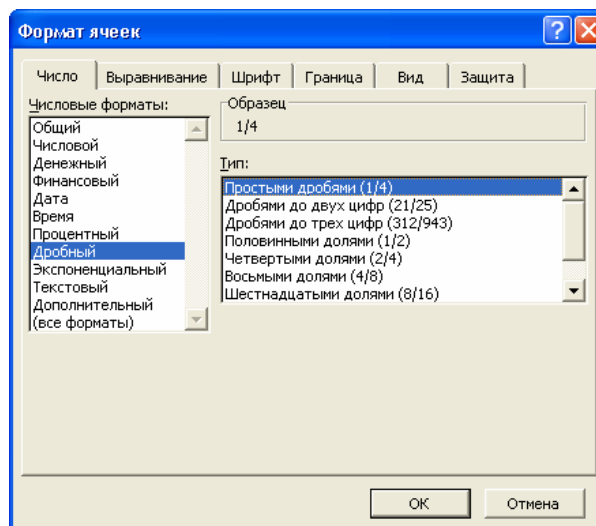 Формат ячеек
Число Выравнивание Шрифт Граница Вид Защита
Числовые форматы:
Общий
Числовой
Денежный
Финансовый
Дата
Время
Процентный
Дробный
Экспоненциальный
Текстовый
Дополнительный
(все форматы)
Образец
1/4
Тип:
Простыми дробями (1/4)
Дробями до двух цифр (21/25)
Дробями до трех цифр (312/943)
Половинными долями (1/2)
Четвертыми долями (2/4)
Восьмыми долями (4/8)
Шестнадцатыми долями (8/16)
ОК Отмена